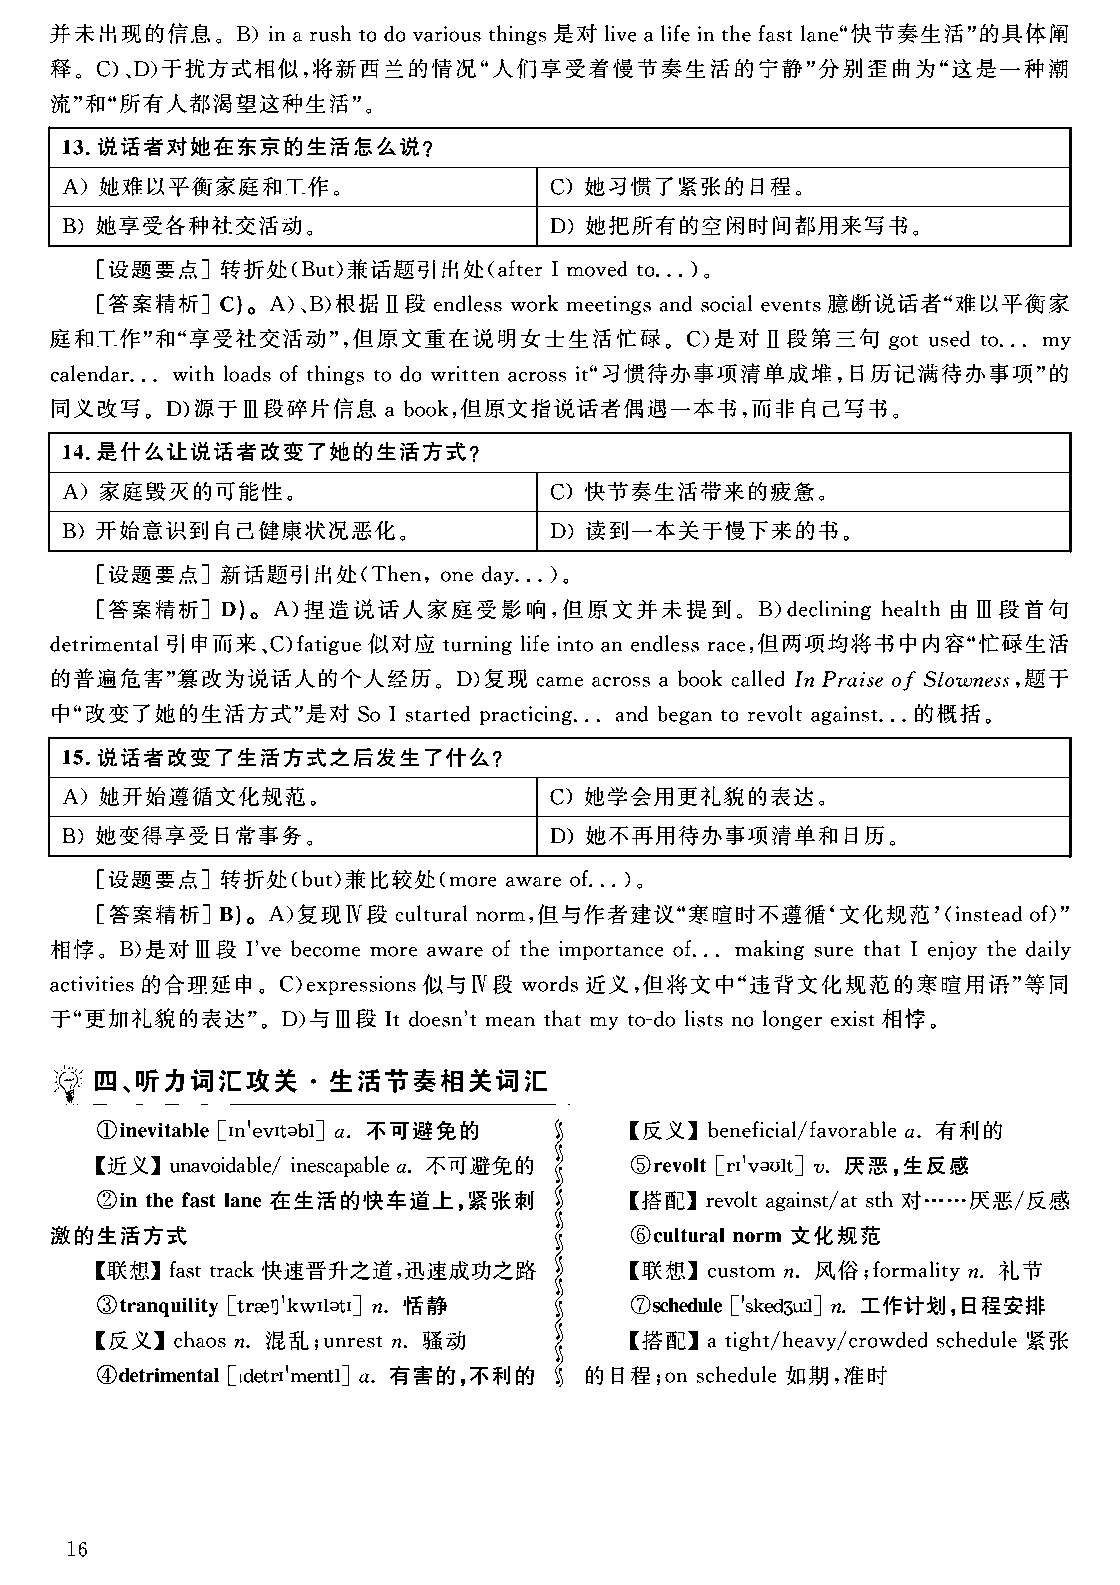 并未出现的信息。B) in a rush to do various things 是对 live a life in the fast lane“快节奏生活”的具体阐
释。C)、D)干扰方式相似,将新西兰的情况“人们享受着慢节奏生活的宁静”分别歪曲为“这是一种潮
流”和“所有人都渴望这种生活”。
13. 说话者对她在东京的生活怎么说?
A) 她难以平衡家庭和工作。 C) 她习惯了紧张的日程。
B) 她享受各种社交活动。 D) 她把所有的空闲时间都用来写书。
[设题要点] 转折处(But)兼话题引出处(after I moved to...)。
[答案精析] C)。A)、B)根据Ⅱ段 endless work meetings and social events 臆断说话者“难以平衡家
庭和工作”和“享受社交活动”,但原文重在说明女士生活忙碌。C)是对Ⅱ段第三句 got used to... my
calendar... with loads of things to do written across it“习惯待办事项清单成堆,日历记满待办事项”的
同义改写。D)源于Ⅲ段碎片信息 a book,但原文指说话者偶遇一本书,而非自己写书。
14. 是什么让说话者改变了她的生活方式?
A) 家庭毁灭的可能性。 C) 快节奏生活带来的疲惫。
B) 开始意识到自己健康状况恶化。 D) 读到一本关于慢下来的书。
[设题要点] 新话题引出处(Then, one day...)。
[答案精析] D)。A)捏造说话人家庭受影响,但原文并未提到。B)declining health 由Ⅲ段首句
detrimental 引申而来、C)fatigue 似对应 turning life into an endless race,但两项均将书中内容“忙碌生活
的普遍危害”篡改为说话人的个人经历。D)复现 came across a book called In Praise of Slowness,题干
中“改变了她的生活方式”是对 So I started practicing... and began to revolt against...的概括。
15. 说话者改变了生活方式之后发生了什么?
A) 她开始遵循文化规范。 C) 她学会用更礼貌的表达。
B) 她变得享受日常事务。 D) 她不再用待办事项清单和日历。
[设题要点] 转折处(but)兼比较处(more aware of...)。
[答案精析] B)。A)复现Ⅳ段 cultural norm,但与作者建议“寒暄时不遵循‘文化规范’(instead of)”
相悖。B)是对Ⅲ段 I’ve become more aware of the importance of... making sure that I enjoy the daily
activities 的合理延申。C)expressions 似与Ⅳ段 words 近义,但将文中“违背文化规范的寒暄用语”等同
于“更加礼貌的表达”。D)与Ⅲ段 It doesn’t mean that my to-do lists no longer exist 相悖。
四、听力词汇攻关·生活节奏相关词汇
①inevitable [ɪnˈevɪtəbl] a. 不可避免的
【近义】unavoidable/ inescapable a. 不可避免的
②in the fast lane 在生活的快车道上,紧张刺
激的生活方式
【联想】fast track 快速晋升之道,迅速成功之路
③tranquility [træŋˈkwɪlətɪ] n. 恬静
【反义】chaos n. 混乱;unrest n. 骚动
④detrimental [ˌdetrɪˈmentl] a. 有害的,不利的
【反义】beneficial/favorable a. 有利的
⑤revolt [rɪˈvəʊlt] v. 厌恶,生反感
【搭配】revolt against/at sth 对……厌恶/反感
⑥cultural norm 文化规范
【联想】custom n. 风俗;formality n. 礼节
⑦schedule [ˈskedʒuːl] n. 工作计划,日程安排
【搭配】a tight/heavy/crowded schedule 紧张
的日程;on schedule 如期,准时
16